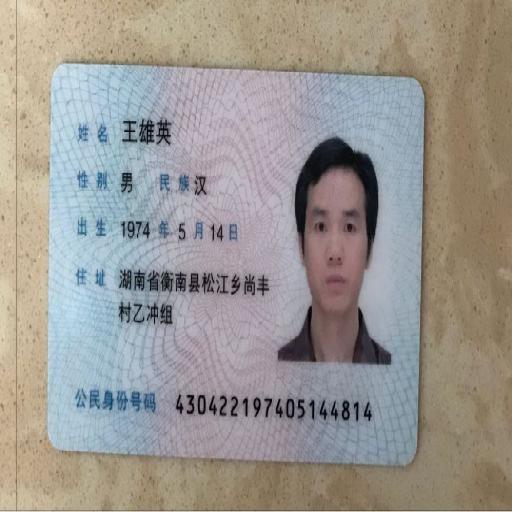 姓名 王雄英
性别 男 民族 汉
出生 1974 年 5 月 14 日
住址 湖南省衡南县松江乡尚丰
村乙冲组
公民身份号码 430422197405144814